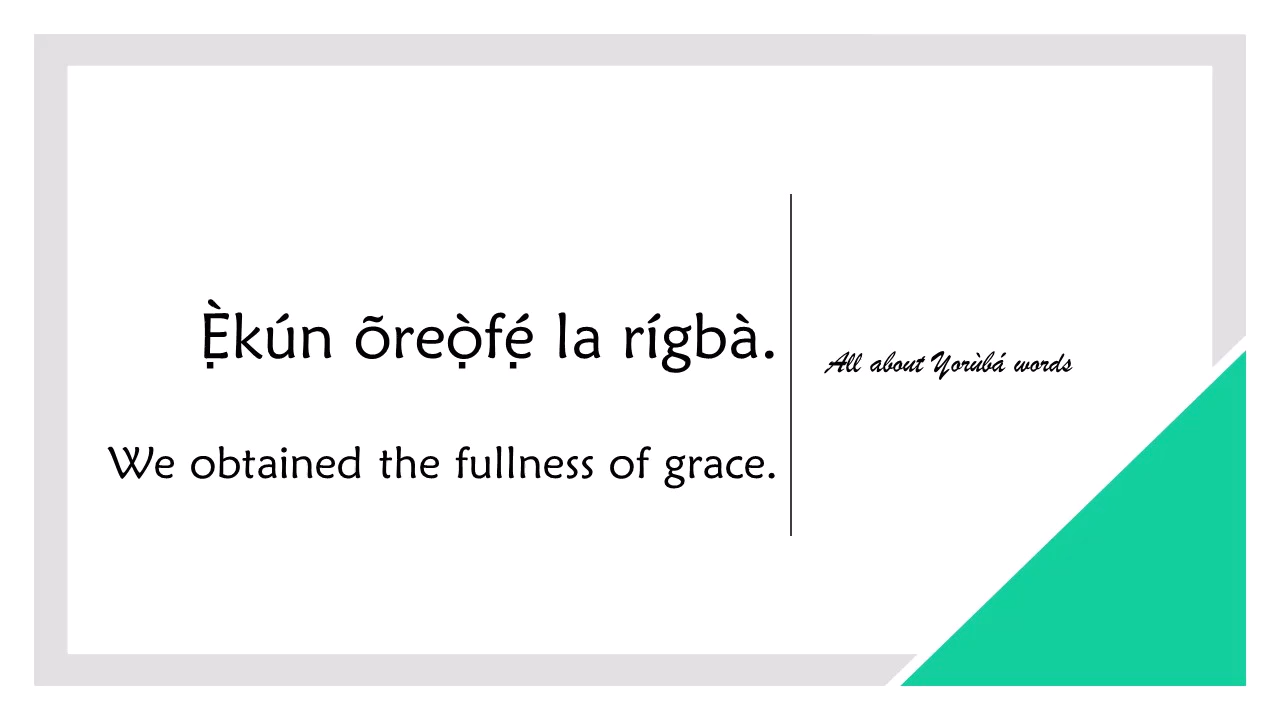 Ẹ̀kún õreọ̀fẹ́ la rígbà.
We obtained the fullness of grace.
All about Yorùbá words